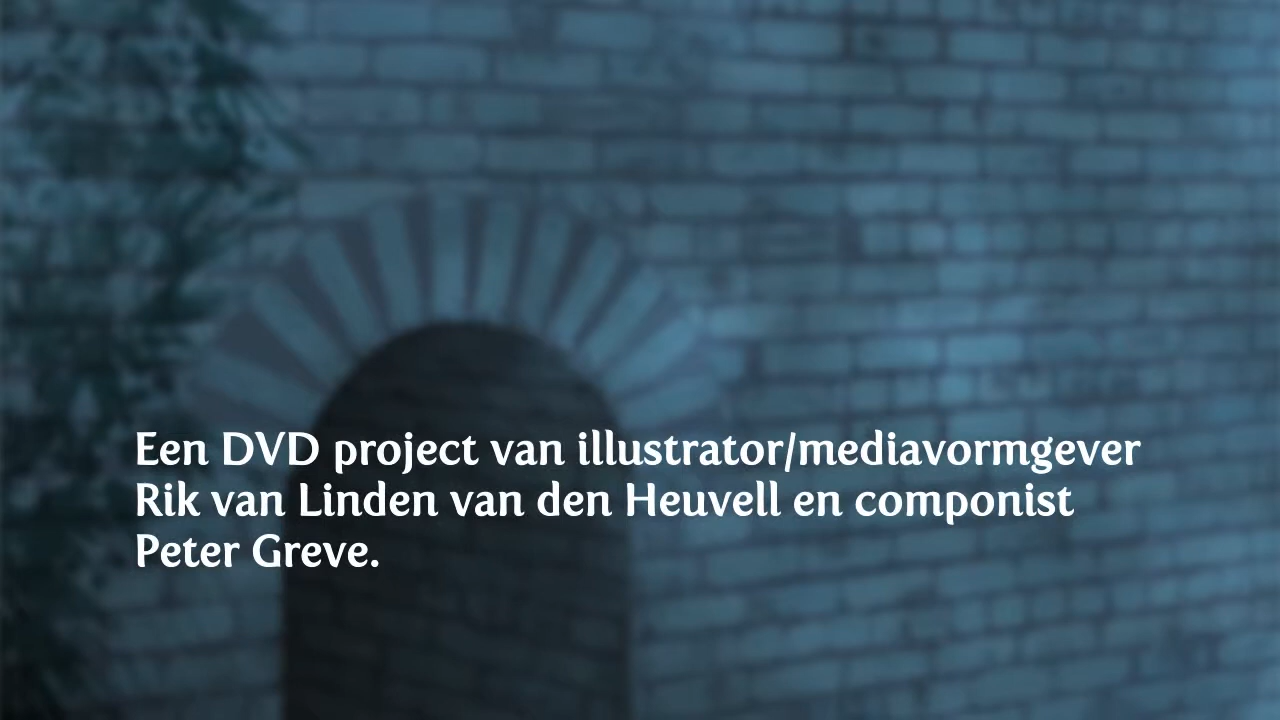 Een DVD project van illustrator/mediavormgever
Rik van Linden van den Heuvell en componist
Peter Greve.